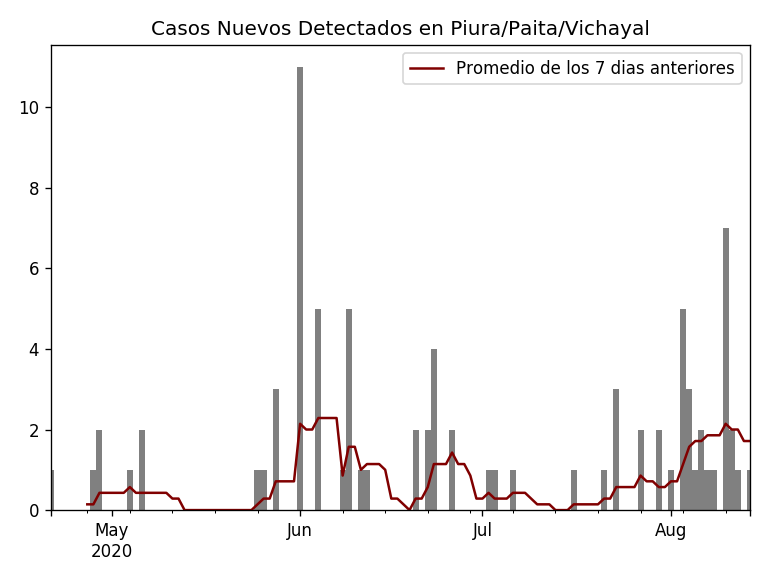 Casos Nuevos Detectados en Piura/Paita/Vichayal
Promedio de los 7 dias anteriores
10
8
6
4
2
0
May
2020
Jun
Jul
Aug